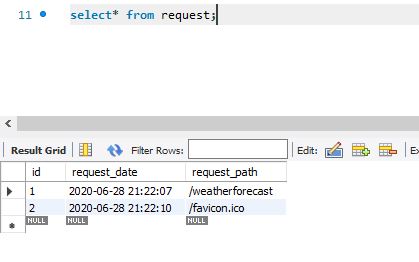 11 select* from request;
Result Grid Filter Rows: Edit:
id request_date request_path
1 2020-06-28 21:22:07 /weatherforecast
2 2020-06-28 21:22:10 /favicon.ico
NULL NULL NULL